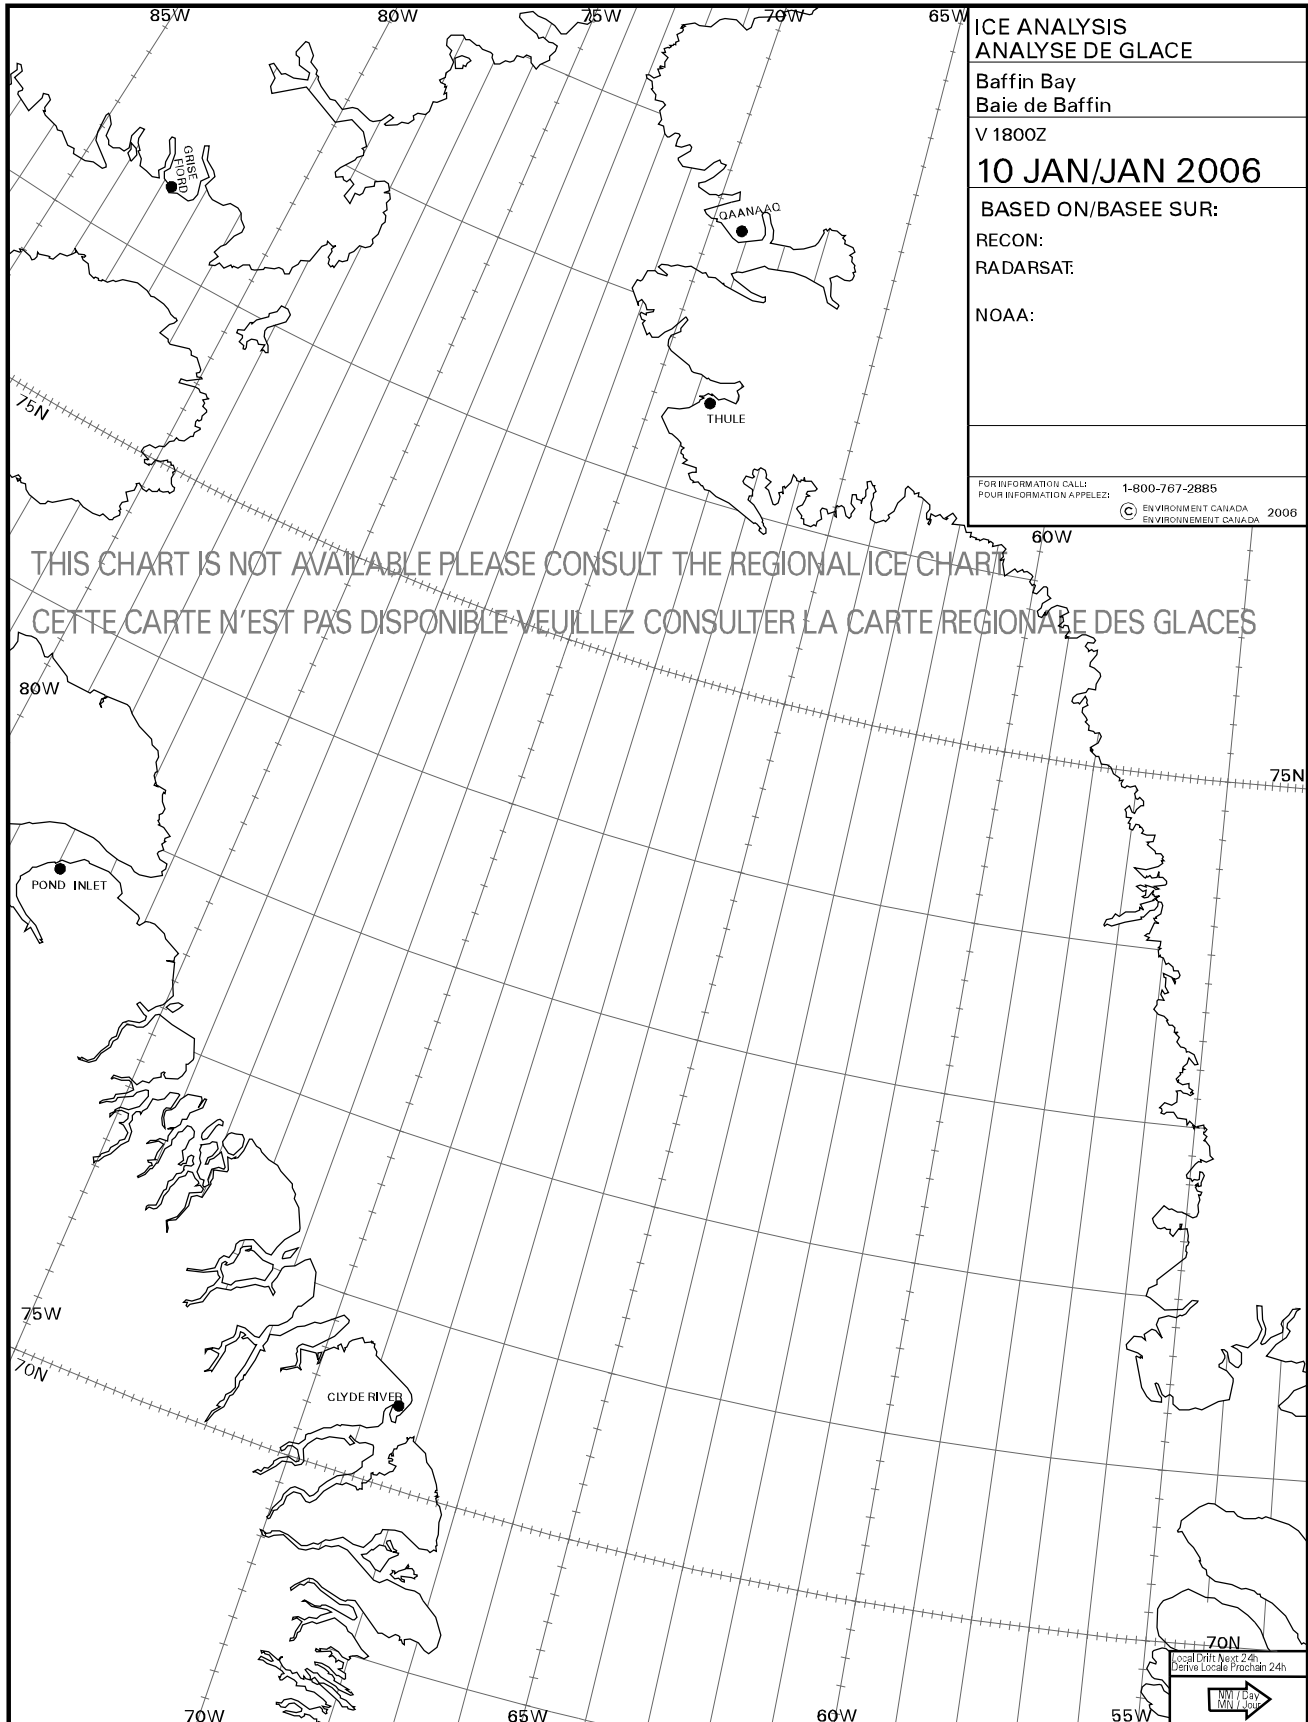 85W 80W 75W 70W 65W
ICE ANALYSIS
ANALYSE DE GLACE
Baffin Bay
Baie de Baffin
V 1800Z
10 JAN/JAN 2006
BASED ON/BASEE SUR:
RECON:
RADARSAT:
NOAA:
FOR INFORMATION CALL:
POUR INFORMATION APPELEZ:
1-800-767-2885
© ENVIRONMENT CANADA
ENVIRONNEMENT CANADA
2006
GRISE
FIORD
QAANAAQ
75N
THULE
60W
THIS CHART IS NOT AVAILABLE PLEASE CONSULT THE REGIONAL ICE CHART
CETTE CARTE N'EST PAS DISPONIBLE VEUILLEZ CONSULTER LA CARTE REGIONALE DES GLACES
80W
75N
POND INLET
75W
70N
CLYDE RIVER
70N
Local Drift Next 24h
Derive Locale Prochain 24h
NM / Day
MN / Jour
70W 65W 60W 55W